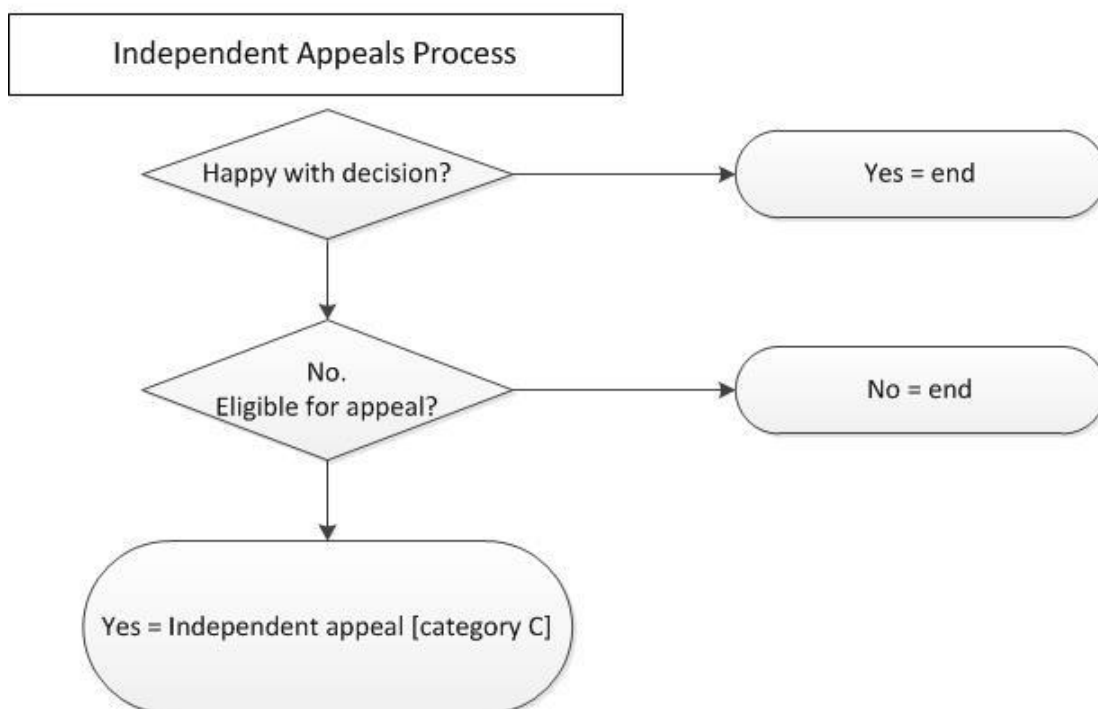 Independent Appeals Process
Happy with decision?
Yes = end
No.
Eligible for appeal?
No = end
Yes = Independent appeal [category C]